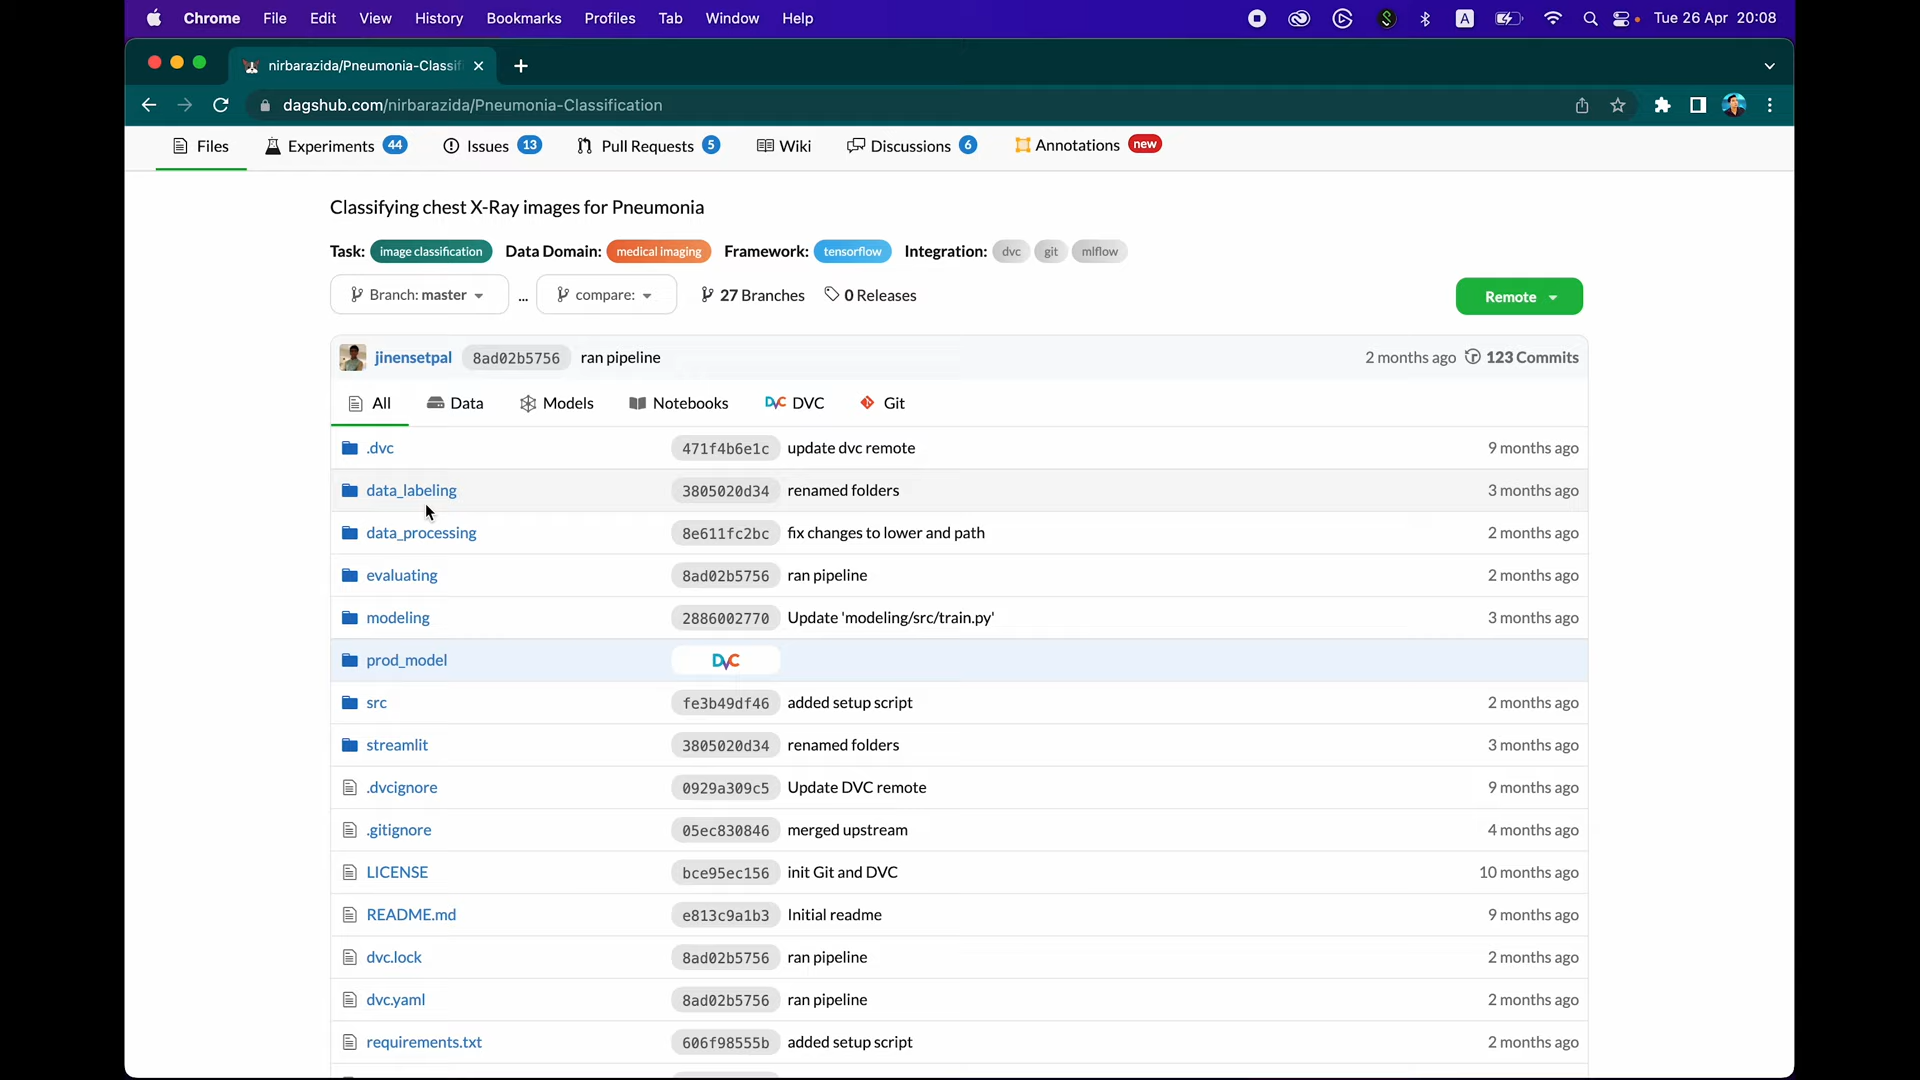 Chrome File Edit View History Bookmarks Profiles Tab Window Help A Tue 26 Apr 20:08
nirbarazida/Pneumonia-Classif
dagshub.com/nirbarazida/Pneumonia-Classification
Files Experiments 44 Issues 13 Pull Requests 5 Wiki Discussions 6 Annotations new
Classifying chest X-Ray images for Pneumonia
Task: image classification Data Domain: medical imaging Framework: tensorflow Integration: dvc git mlflow
Branch: master ... compare: 27 Branches 0 Releases Remote
jinensetpal 8ad02b5756 ran pipeline 2 months ago 123 Commits
All Data Models Notebooks DVC DVC Git
.dvc 471f4b6e1c update dvc remote 9 months ago
data_labeling 3805020d34 renamed folders 3 months ago
data_processing 8e611fc2bc fix changes to lower and path 2 months ago
evaluating 8ad02b5756 ran pipeline 2 months ago
modeling 2886002770 Update 'modeling/src/train.py' 3 months ago
prod_model DVC
src fe3b49df46 added setup script 2 months ago
streamlit 3805020d34 renamed folders 3 months ago
.dvcignore 0929a309c5 Update DVC remote 9 months ago
.gitignore 05ec830846 merged upstream 4 months ago
LICENSE bce95ec156 init Git and DVC 10 months ago
README.md e813c9a1b3 Initial readme 9 months ago
dvc.lock 8ad02b5756 ran pipeline 2 months ago
dvc.yaml 8ad02b5756 ran pipeline 2 months ago
requirements.txt 606f98555b added setup script 2 months ago